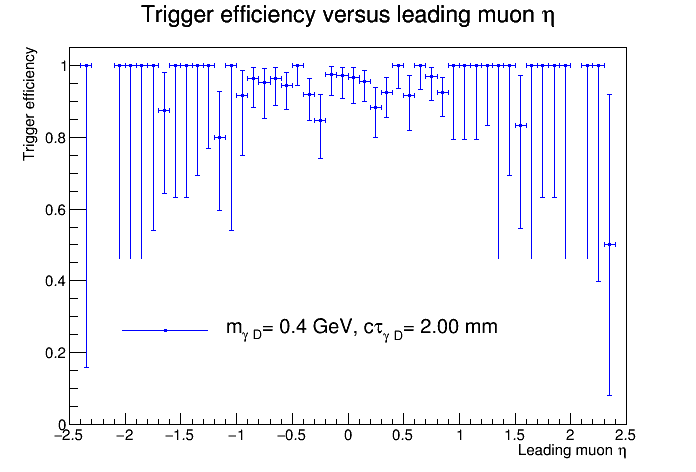 Trigger efficiency versus leading muon η
Trigger efficiency
1
0.8
0.6
0.4
0.2
0
m_γ D= 0.4 GeV, cτ_γ D= 2.00 mm
−2.5 −2 −1.5 −1 −0.5 0 0.5 1 1.5 2 2.5
Leading muon η